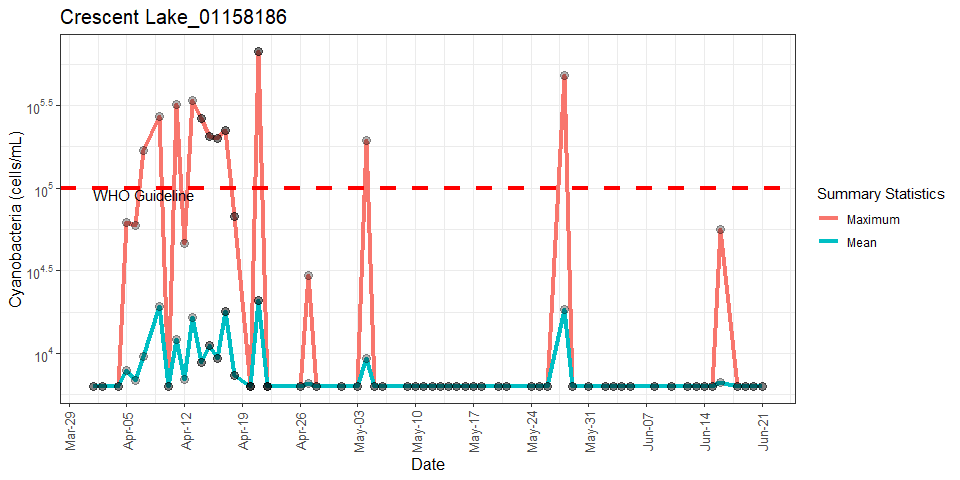 Crescent Lake_01158186
Cyanobacteria (cells/mL)
10^5.5
10^5
10^4.5
10^4
WHO Guideline
Mar-29
Apr-05
Apr-12
Apr-19
Apr-26
May-03
May-10
May-17
May-24
May-31
Jun-07
Jun-14
Jun-21
Date
Summary Statistics
Maximum
Mean